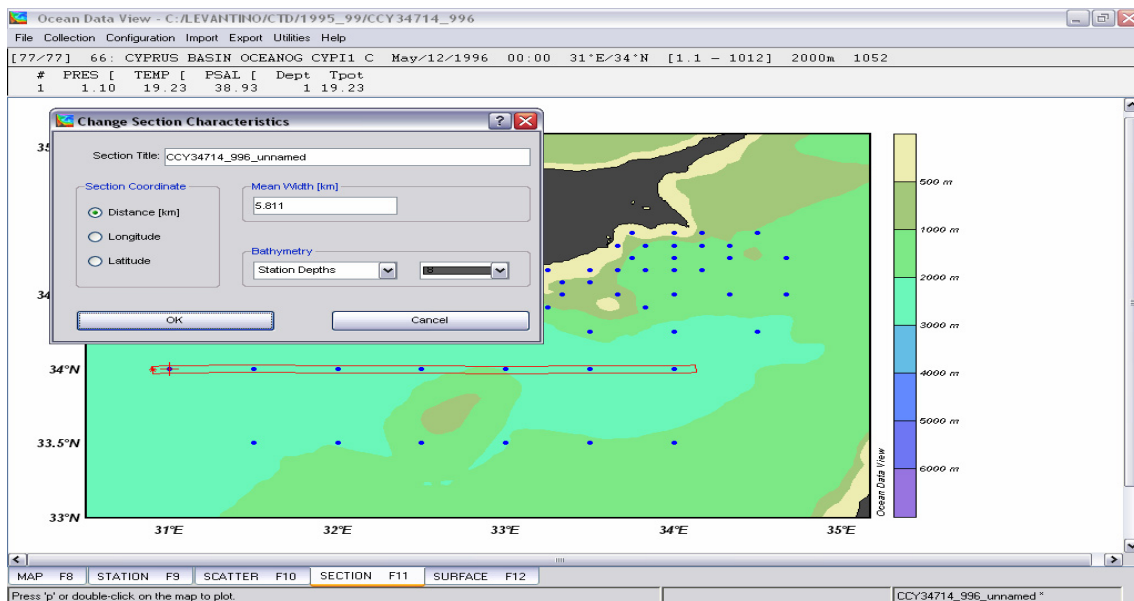 Ocean Data View - C:/LEVANTINO/CTD/1995_99/CCY34714_996
File Collection Configuration Import Export Utilities Help
[77/77] 66: CYPRUS BASIN OCEANOG CYPI1 C May/12/1996 00:00 31°E/34°N [1.1 - 1012] 2000m 1052
# PRES [ TEMP [ PSAL [ Dept Tpot
1 1.10 19.23 38.93 1 19.23
Change Section Characteristics
Section Title: CCY34714_996_unnamed
Section Coordinate
Distance [km]
Longitude
Latitude
Mean Width [km]
5.811
Bathymetry
Station Depths
8
OK Cancel
35
34
34°N
33.5°N
33°N
31°E 32°E 33°E 34°E 35°E
500 m
1000 m
2000 m
3000 m
4000 m
5000 m
6000 m
Ocean Data View
MAP F8 STATION F9 SCATTER F10 SECTION F11 SURFACE F12
Press 'p' or double-click on the map to plot. CCY34714_996_unnamed *